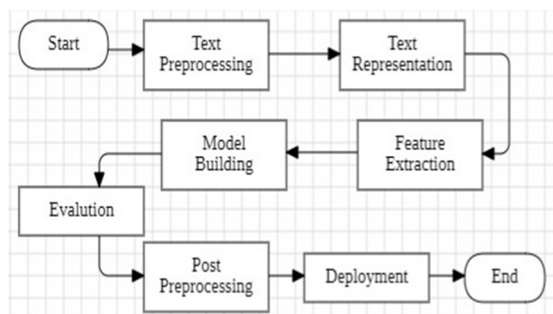 Start
Text
Preprocessing
Text
Representation
Feature
Extraction
Model
Building
Evalution
Post
Preprocessing
Deployment
End